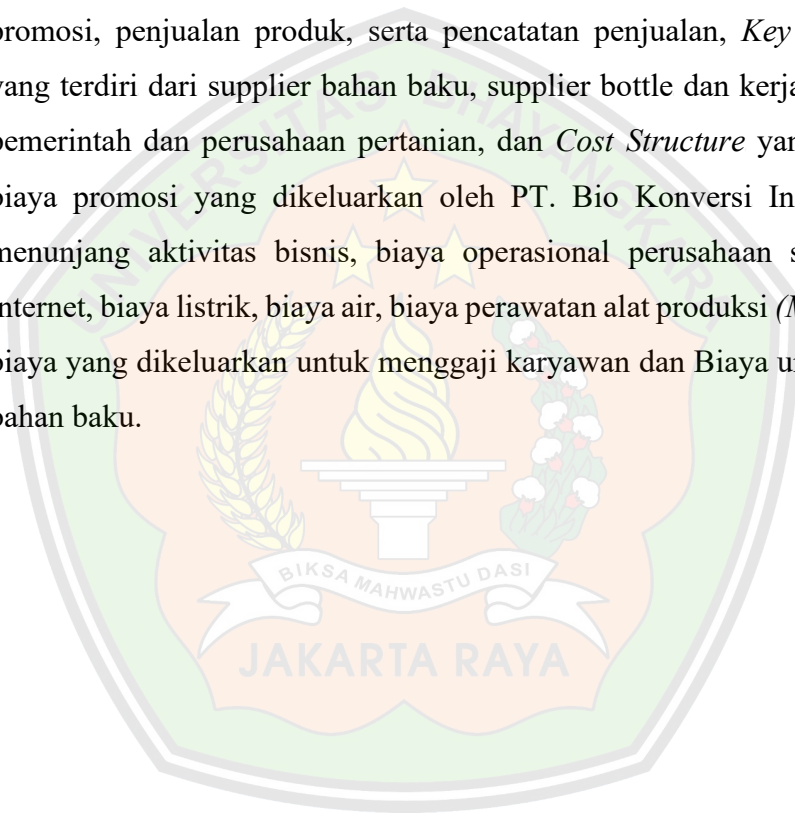 promosi, penjualan produk, serta pencatatan penjualan, Key
yang terdiri dari supplier bahan baku, supplier bottle dan
pemerintah dan perusahaan pertanian, dan Cost Structure
biaya promosi yang dikeluarkan oleh PT. Bio Konversi
menunjang aktivitas bisnis, biaya operasional perusahaan
internet, biaya listrik, biaya air, biaya perawatan alat produksi
biaya yang dikeluarkan untuk menggaji karyawan dan Biaya
bahan baku.
UNIVERSITAS BHAYANGKARA
BIKSA MAHWASTU DASI
JAKARTA RAYA